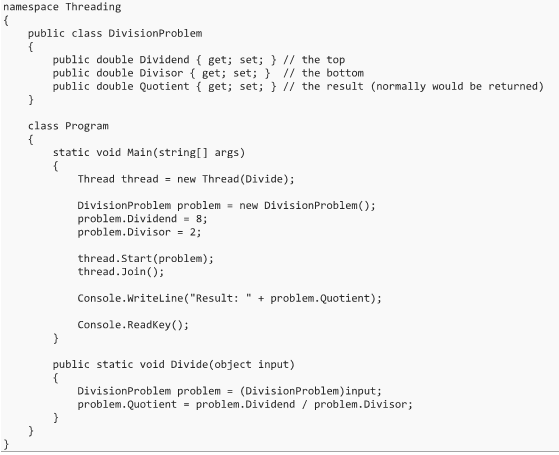 namespace Threading
{
    public class DivisionProblem
    {
        public double Dividend { get; set; } // the top
        public double Divisor { get; set; }  // the bottom
        public double Quotient { get; set; } // the result (normally would be returned)
    }

    class Program
    {
        static void Main(string[] args)
        {
            Thread thread = new Thread(Divide);

            DivisionProblem problem = new DivisionProblem();
            problem.Dividend = 8;
            problem.Divisor = 2;

            thread.Start(problem);
            thread.Join();

            Console.WriteLine("Result: " + problem.Quotient);

            Console.ReadKey();
        }

        public static void Divide(object input)
        {
            DivisionProblem problem = (DivisionProblem)input;
            problem.Quotient = problem.Dividend / problem.Divisor;
        }
    }
}